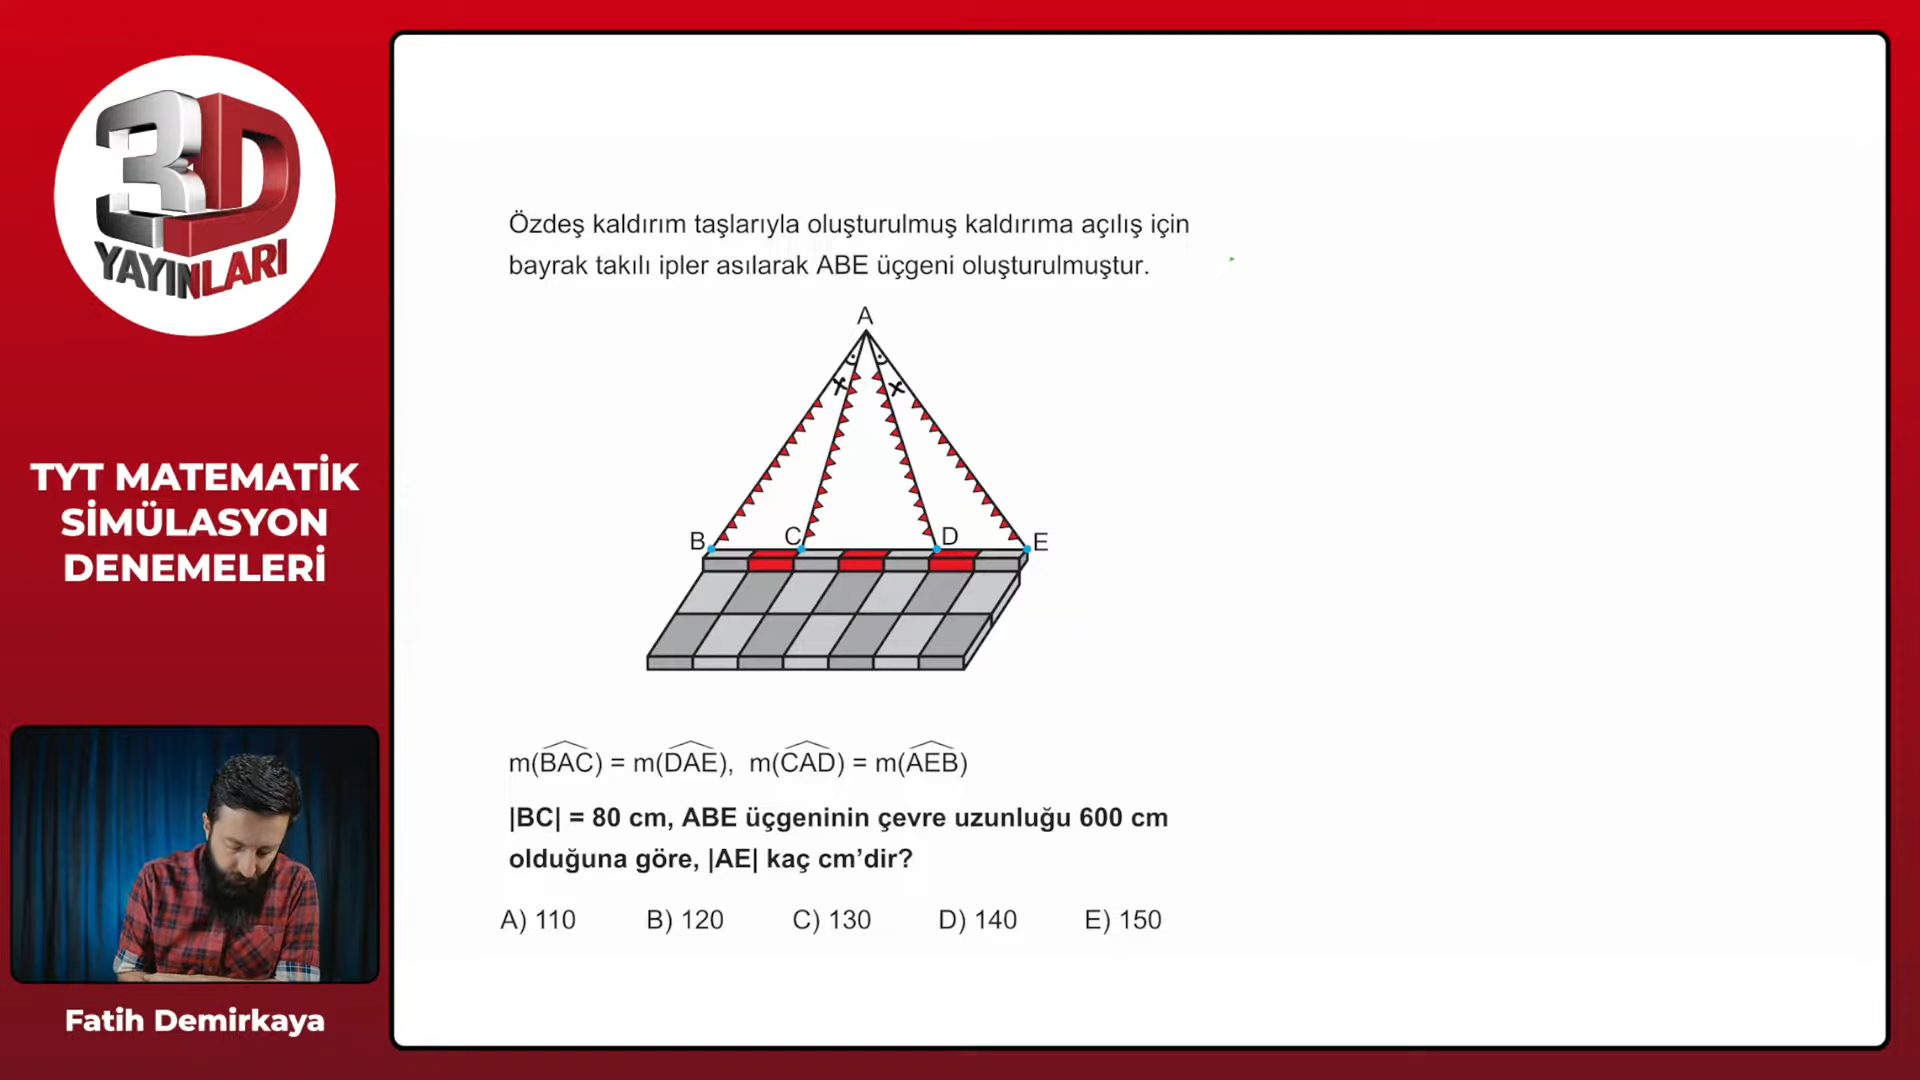 3D
YAYINLARI
TYT MATEMATİK
SİMÜLASYON
DENEMELERİ
Fatih Demirkaya
Özdeş kaldırım taşlarıyla oluşturulmuş kaldırıma açılış için
bayrak takılı ipler asılarak ABE üçgeni oluşturulmuştur.
A
x x
B C D E
m(BAC) = m(DAE), m(CAD) = m(AEB)
|BC| = 80 cm, ABE üçgeninin çevre uzunluğu 600 cm
olduğuna göre, |AE| kaç cm'dir?
A) 110 B) 120 C) 130 D) 140 E) 150